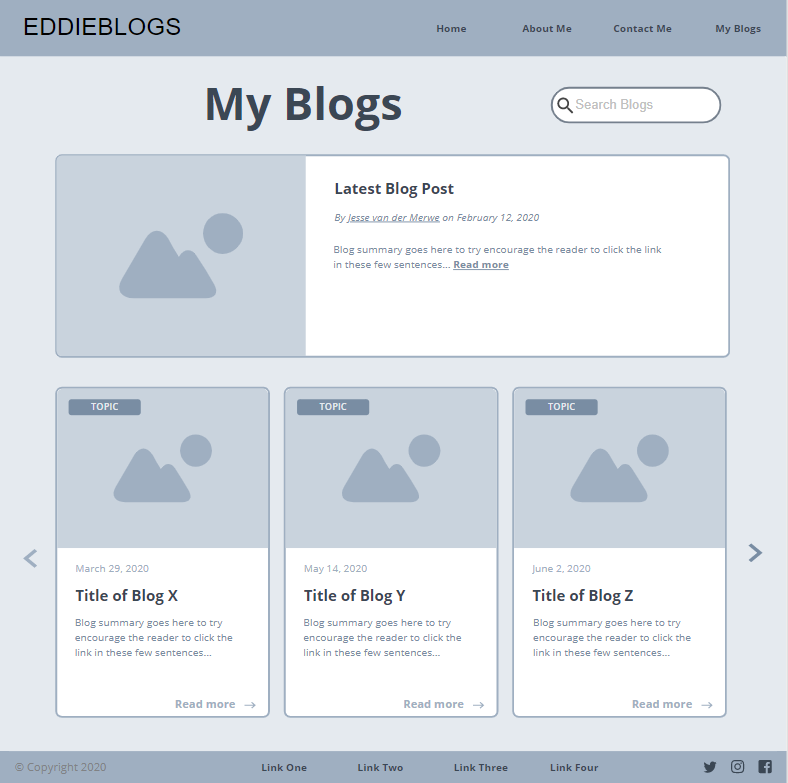 EDDIEBLOGS
Home
About Me
Contact Me
My Blogs
My Blogs
Search Blogs
Latest Blog Post
By Jesse van der Merwe on February 12, 2020
Blog summary goes here to try encourage the reader to click the link
in these few sentences... Read more
TOPIC
March 29, 2020
Title of Blog X
Blog summary goes here to try
encourage the reader to click the
link in these few sentences...
Read more →
TOPIC
May 14, 2020
Title of Blog Y
Blog summary goes here to try
encourage the reader to click the
link in these few sentences...
Read more →
TOPIC
June 2, 2020
Title of Blog Z
Blog summary goes here to try
encourage the reader to click the
link in these few sentences...
Read more →
© Copyright 2020
Link One
Link Two
Link Three
Link Four